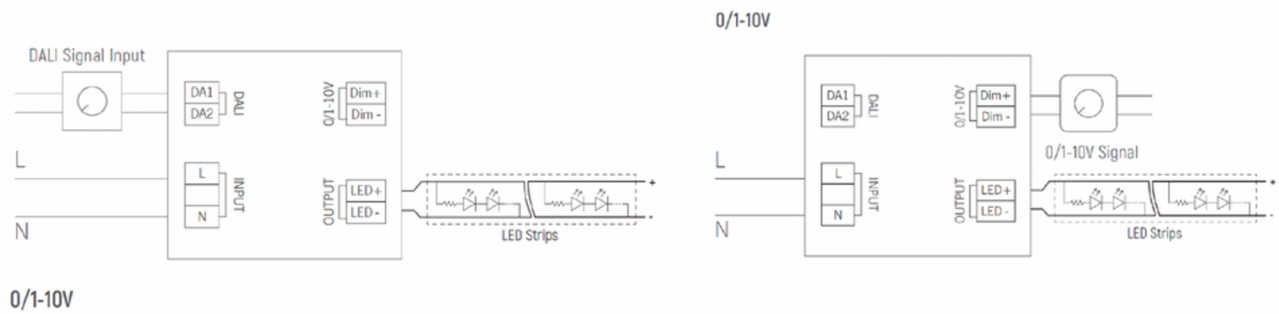 DALI Signal Input
DA1
DA2
DALI
0/1-10V
Dim+
Dim -
L
N
L
N
INPUT
OUTPUT
LED+
LED -
+
-
LED Strips
0/1-10V
0/1-10V
DA1
DA2
DALI
0/1-10V
Dim+
Dim -
0/1-10V Signal
L
N
L
N
INPUT
OUTPUT
LED+
LED -
+
-
LED Strips